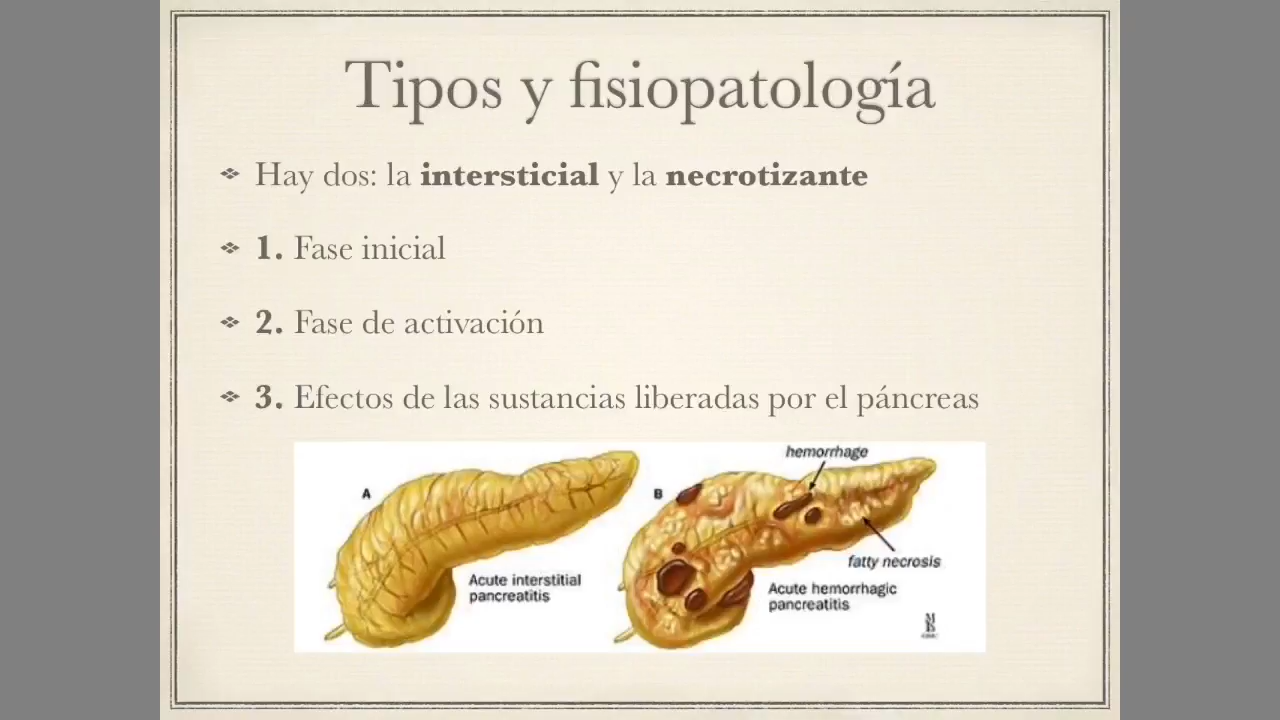 Tipos y fisiopatología
Hay dos: la intersticial y la necrotizante
1. Fase inicial
2. Fase de activación
3. Efectos de las sustancias liberadas por el páncreas
A
Acute interstitial
pancreatitis
B
hemorrhage
fatty necrosis
Acute hemorrhagic
pancreatitis